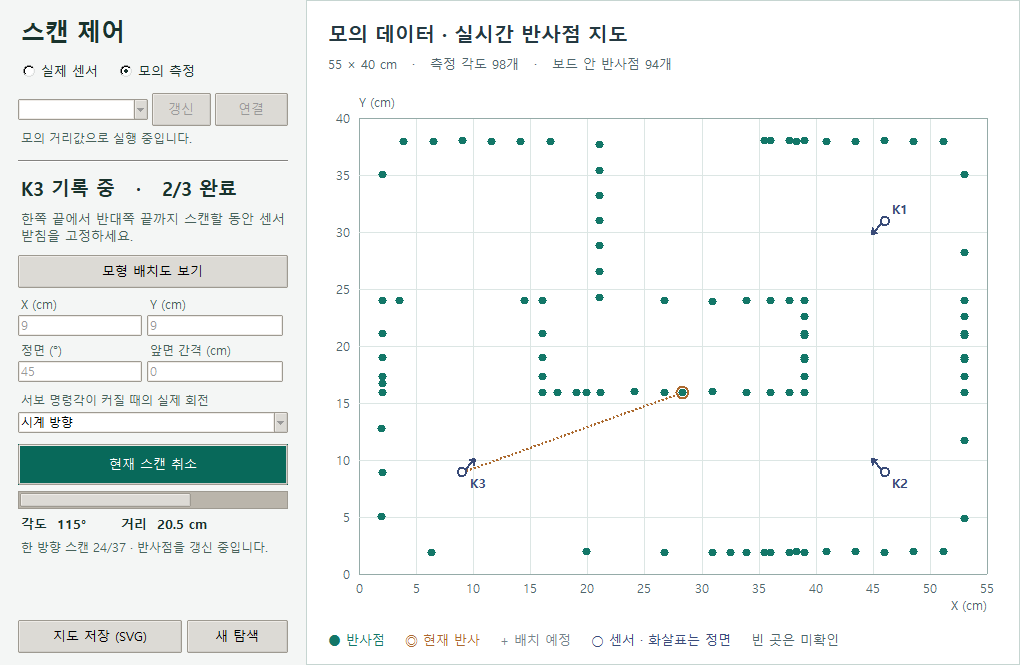 스캔 제어
실제 센서 모의 측정
갱신 연결
모의 거리값으로 실행 중입니다.
K3 기록 중 · 2/3 완료
한쪽 끝에서 반대쪽 끝까지 스캔할 동안 센서
받침을 고정하세요.
모형 배치도 보기
X (cm) Y (cm)
9 9
정면 (°) 앞면 간격 (cm)
45 0
서보 명령각이 커질 때의 실제 회전
시계 방향
현재 스캔 취소
각도 115° 거리 20.5 cm
한 방향 스캔 24/37 · 반사점을 갱신 중입니다.
지도 저장 (SVG) 새 탐색
모의 데이터 · 실시간 반사점 지도
55 × 40 cm · 측정 각도 98개 · 보드 안 반사점 94개
Y (cm)
40
35
30
25
20
15
10
5
0
K1
K3
K2
0 5 10 15 20 25 30 35 40 45 50 55
X (cm)
반사점 현재 반사 + 배치 예정 센서 · 화살표는 정면 빈 곳은 미확인